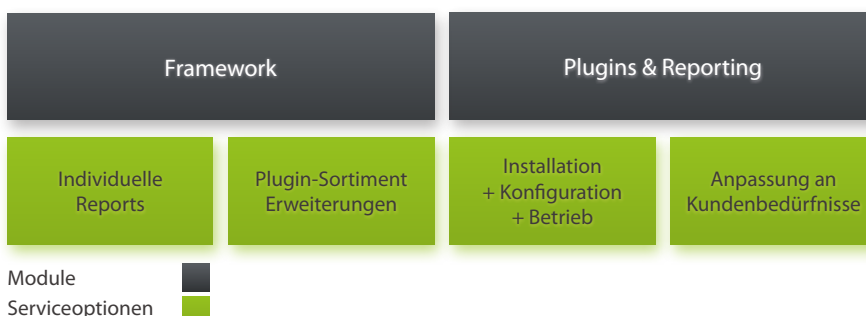 Framework
Plugins & Reporting
Individuelle
Reports
Plugin-Sortiment
Erweiterungen
Installation
+ Konfiguration
+ Betrieb
Anpassung an
Kundenbedürfnisse
Module
Serviceoptionen